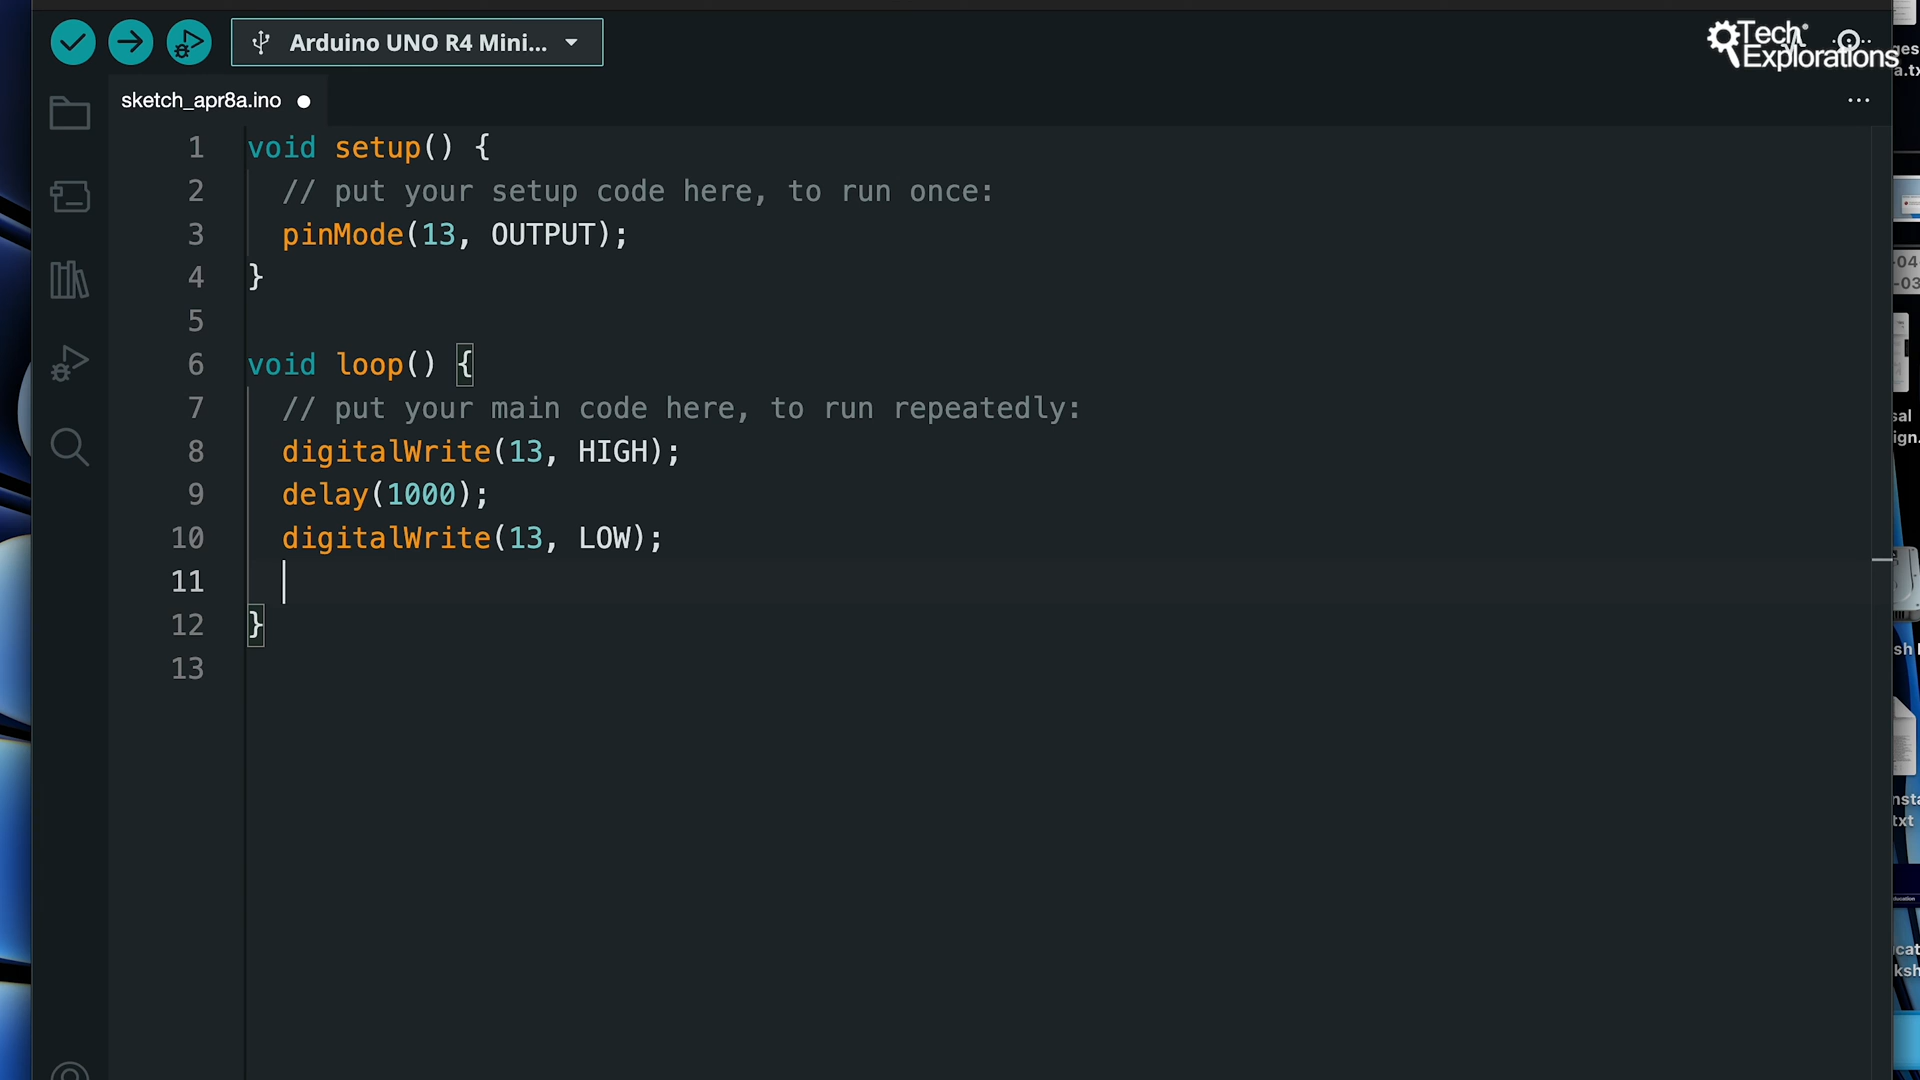 Arduino UNO R4 Mini...
Tech
Explorations
sketch_apr8a.ino
1 void setup() {
2 // put your setup code here, to run once:
3 pinMode(13, OUTPUT);
4 }
5
6 void loop() {
7 // put your main code here, to run repeatedly:
8 digitalWrite(13, HIGH);
9 delay(1000);
10 digitalWrite(13, LOW);
11
12 }
13